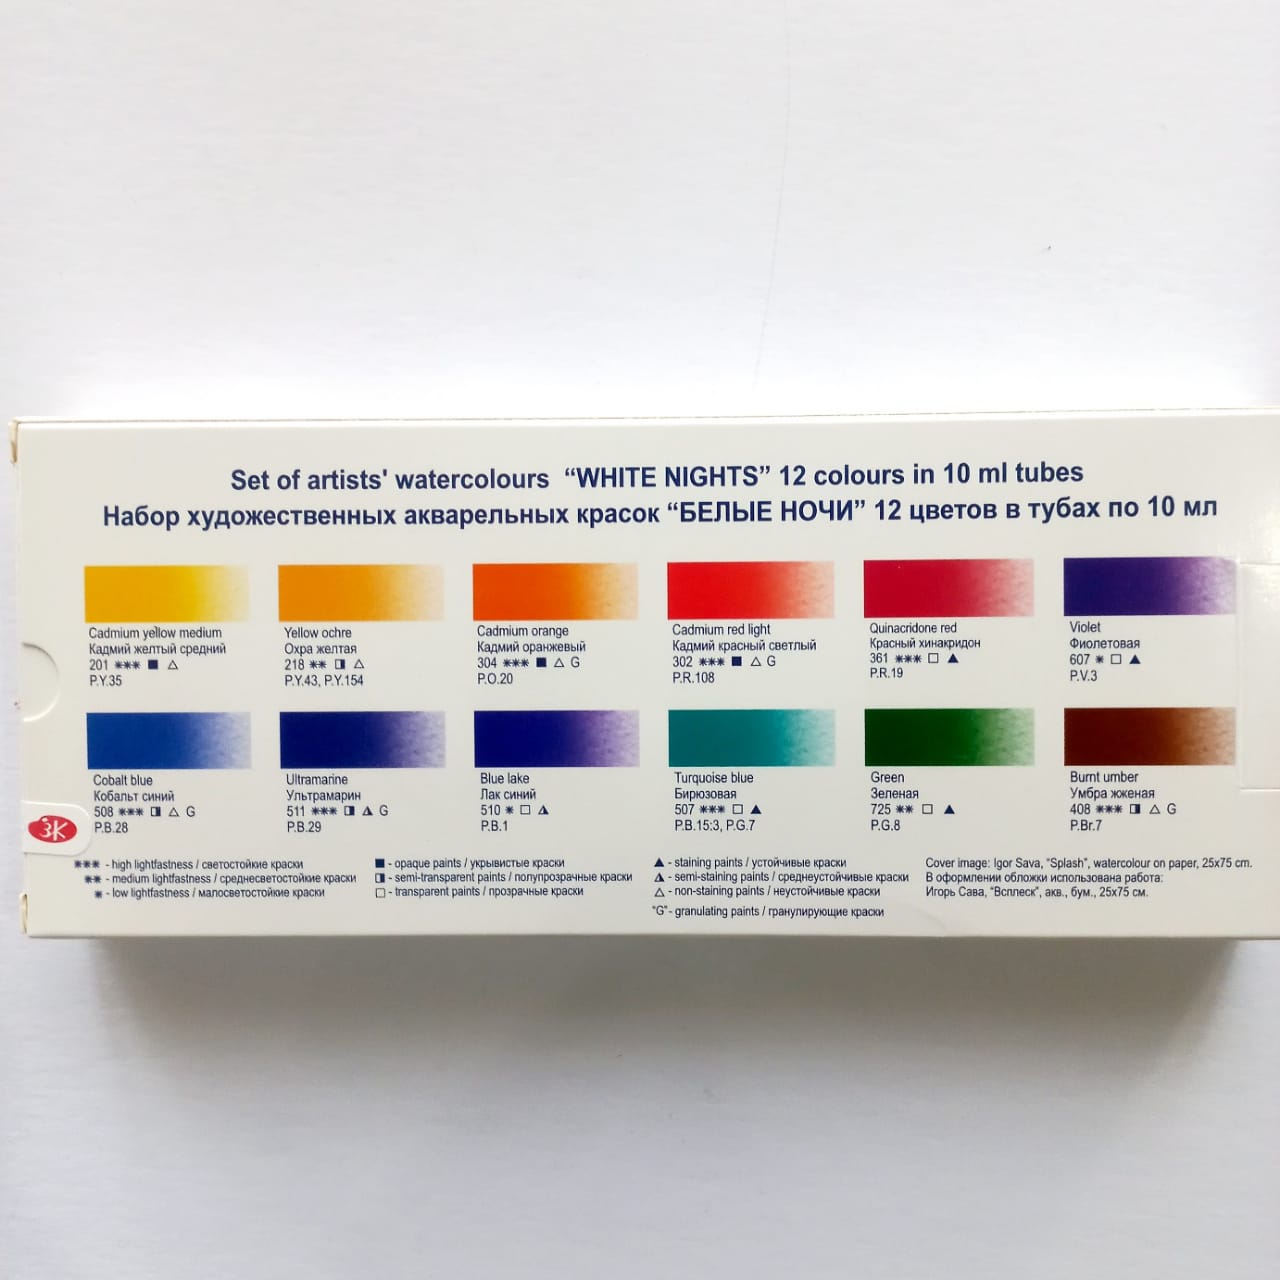 Set of artists' watercolours “WHITE NIGHTS” 12 colours in 10 ml tubes
Набор художественных акварельных красок “БЕЛЫЕ НОЧИ” 12 цветов в тубах по 10 мл
Cadmium yellow medium
Кадмий желтый средний
201 *** ■ △
P.Y.35
Yellow ochre
Охра желтая
218 ** ◨ △
P.Y.43, P.Y.154
Cadmium orange
Кадмий оранжевый
304 *** ■ △ G
P.O.20
Cadmium red light
Кадмий красный светлый
302 *** ■ △ G
P.R.108
Quinacridone red
Красный хинакридон
361 *** □ ▲
P.R.19
Violet
Фиолетовая
607 * □ ▲
P.V.3
Cobalt blue
Кобальт синий
508 *** ◨ △ G
P.B.28
Ultramarine
Ультрамарин
511 *** ◨ ◮ G
P.B.29
Blue lake
Лак синий
510 * □ ◮
P.B.1
Turquoise blue
Бирюзовая
507 *** □ ▲
P.B.15:3, P.G.7
Green
Зеленая
725 ** □ ▲
P.G.8
Burnt umber
Умбра жженая
408 *** ◨ △ G
P.Br.7
ЗК
*** - high lightfastness / светостойкие краски
** - medium lightfastness / среднесветостойкие краски
* - low lightfastness / малосветостойкие краски
■ - opaque paints / укрывистые краски
◨ - semi-transparent paints / полупрозрачные краски
□ - transparent paints / прозрачные краски
▲ - staining paints / устойчивые краски
◮ - semi-staining paints / среднеустойчивые краски
△ - non-staining paints / неустойчивые краски
“G”- granulating paints / гранулирующие краски
Cover image: Igor Sava, "Splash", watercolour on paper, 25x75 cm.
В оформлении обложки использована работа:
Игорь Сава, "Всплеск", акв., бум., 25x75 см.